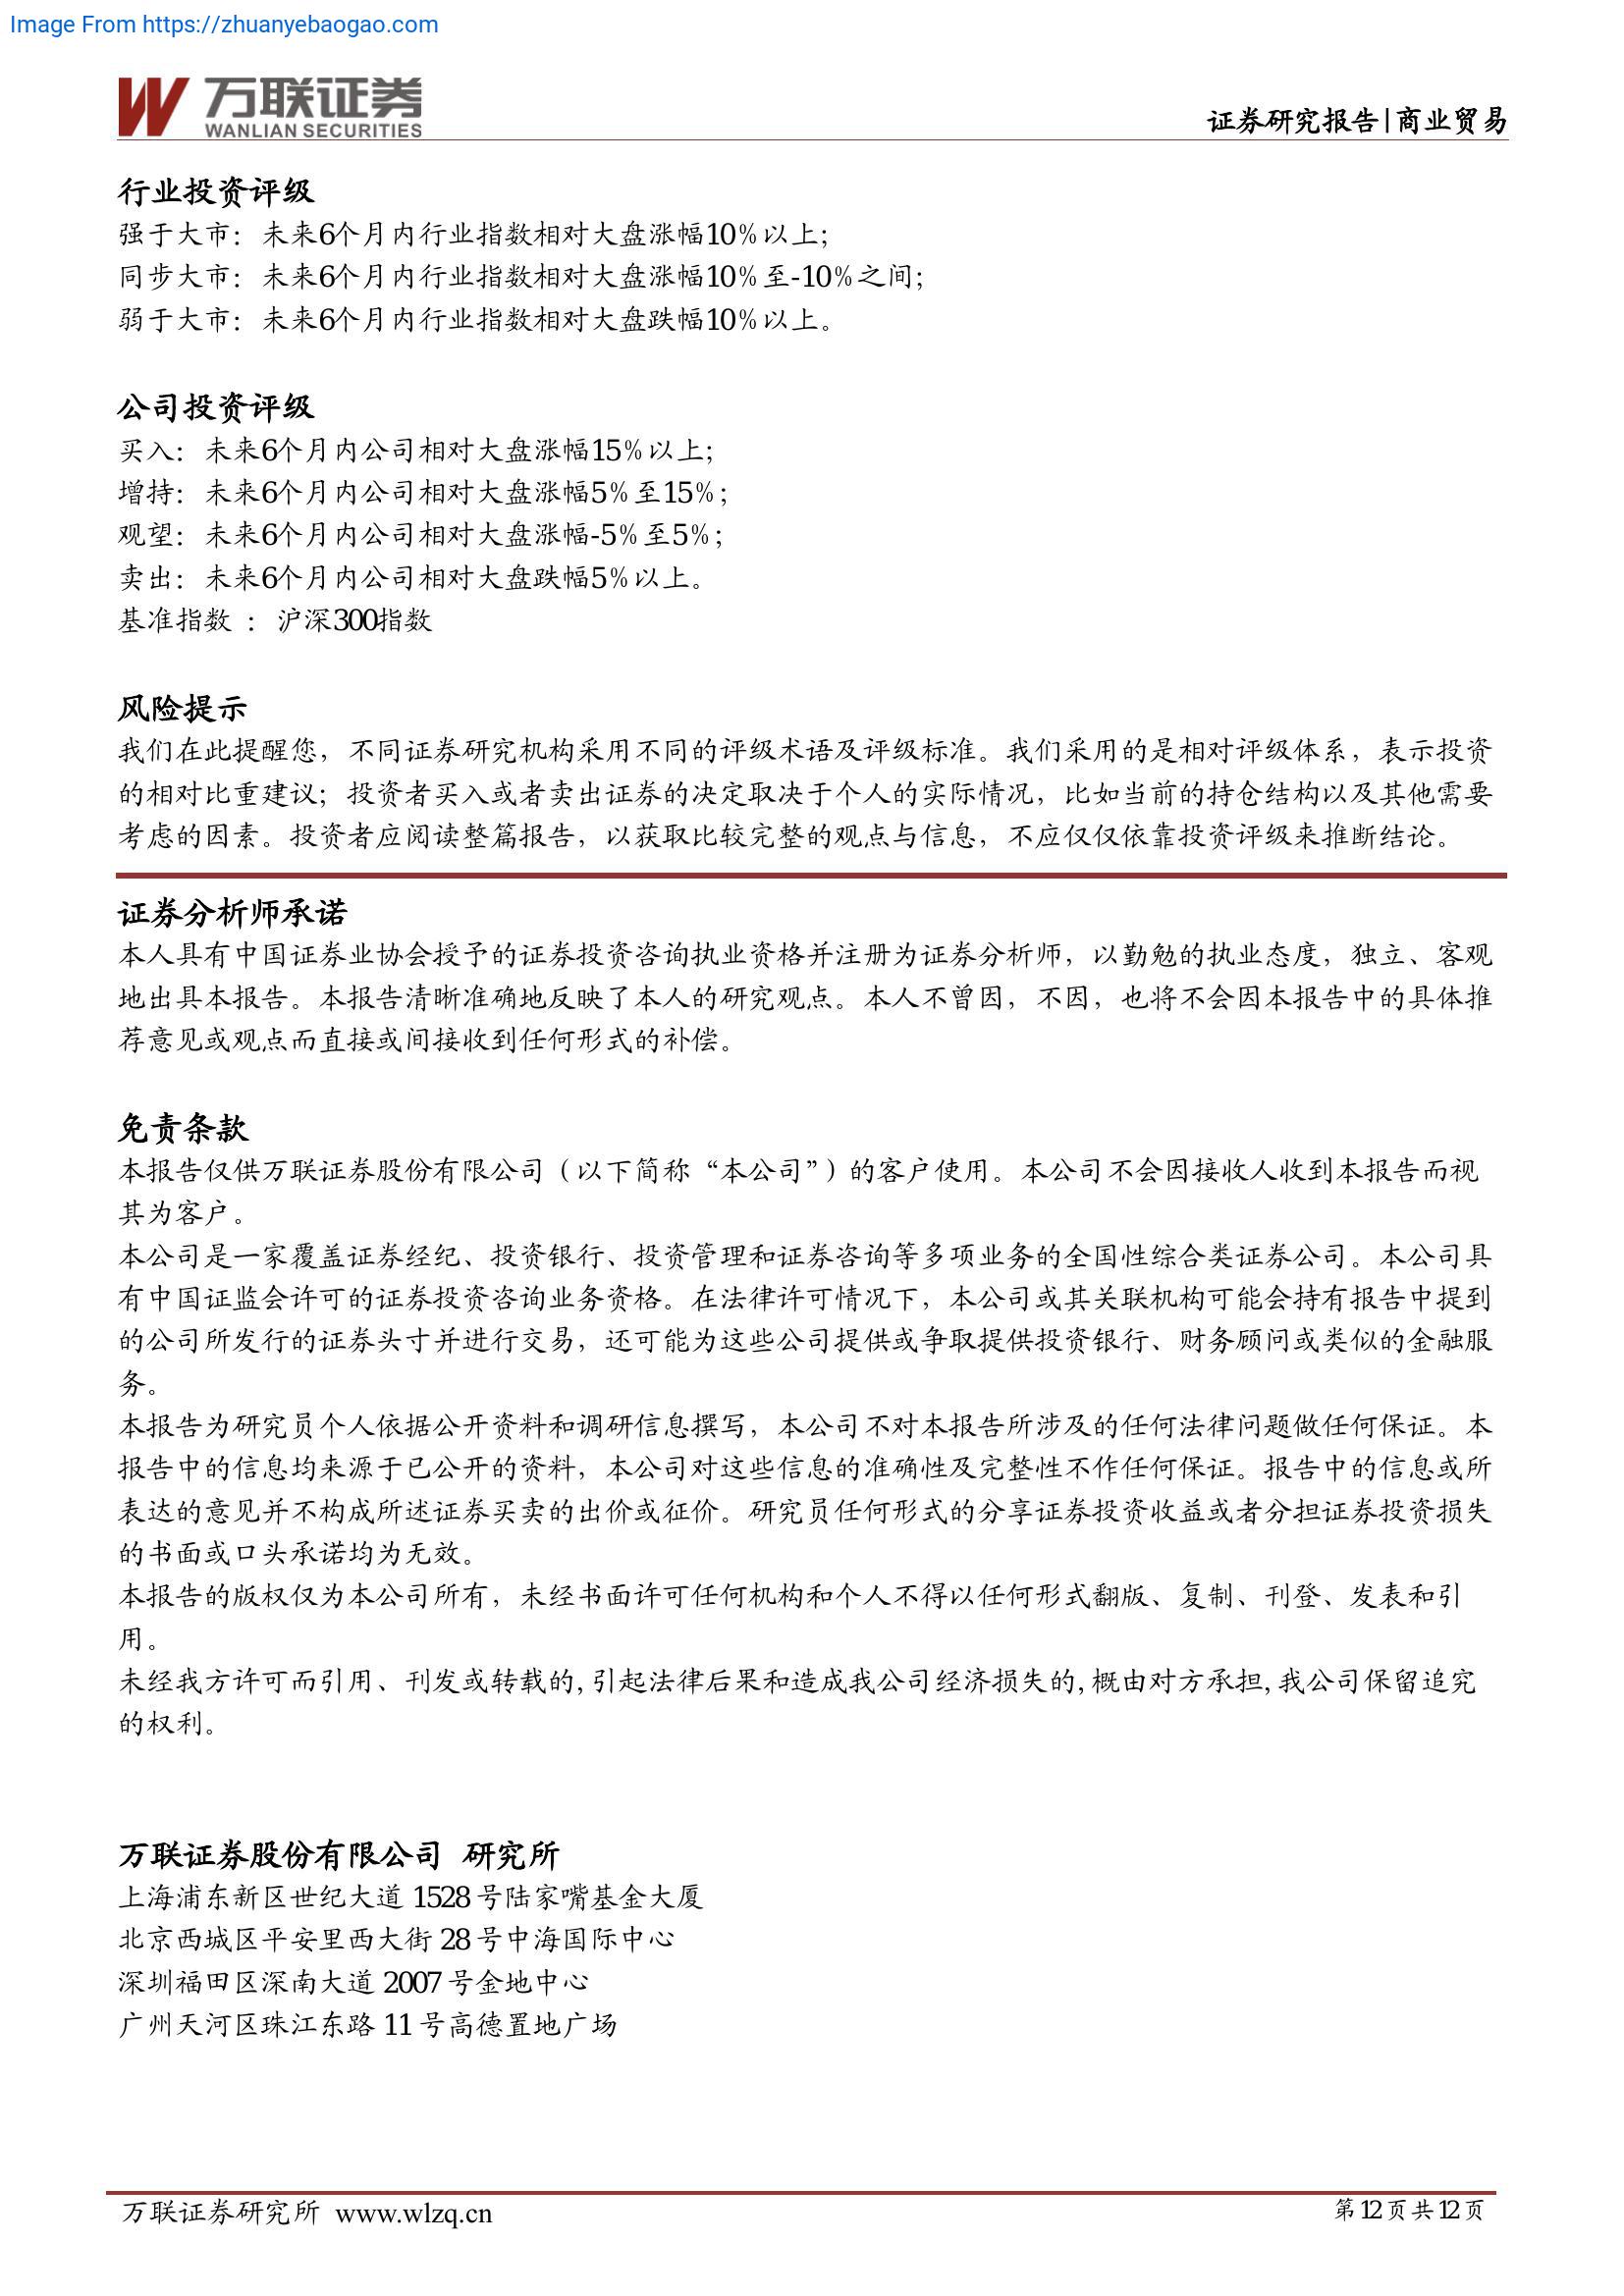 Image From https://zhuanyebaogao.com
万联证券
WANLIAN SECURITIES
证券研究报告|商业贸易
行业投资评级
强于大市：未来6个月内行业指数相对大盘涨幅10％以上；
同步大市：未来6个月内行业指数相对大盘涨幅10％至-10％之间；
弱于大市：未来6个月内行业指数相对大盘跌幅10％以上。
公司投资评级
买入：未来6个月内公司相对大盘涨幅15％以上；
增持：未来6个月内公司相对大盘涨幅5％至15％；
观望：未来6个月内公司相对大盘涨幅-5％至5％；
卖出：未来6个月内公司相对大盘跌幅5％以上。
基准指数 ： 沪深300指数
风险提示
我们在此提醒您，不同证券研究机构采用不同的评级术语及评级标准。我们采用的是相对评级体系，表示投资
的相对比重建议；投资者买入或者卖出证券的决定取决于个人的实际情况，比如当前的持仓结构以及其他需要
考虑的因素。投资者应阅读整篇报告，以获取比较完整的观点与信息，不应仅仅依靠投资评级来推断结论。
证券分析师承诺
本人具有中国证券业协会授予的证券投资咨询执业资格并注册为证券分析师，以勤勉的执业态度，独立、客观
地出具本报告。本报告清晰准确地反映了本人的研究观点。本人不曾因，不因，也将不会因本报告中的具体推
荐意见或观点而直接或间接收到任何形式的补偿。
免责条款
本报告仅供万联证券股份有限公司（以下简称“本公司”）的客户使用。本公司不会因接收人收到本报告而视
其为客户。
本公司是一家覆盖证券经纪、投资银行、投资管理和证券咨询等多项业务的全国性综合类证券公司。本公司具
有中国证监会许可的证券投资咨询业务资格。在法律许可情况下，本公司或其关联机构可能会持有报告中提到
的公司所发行的证券头寸并进行交易，还可能为这些公司提供或争取提供投资银行、财务顾问或类似的金融服
务。
本报告为研究员个人依据公开资料和调研信息撰写，本公司不对本报告所涉及的任何法律问题做任何保证。本
报告中的信息均来源于已公开的资料，本公司对这些信息的准确性及完整性不作任何保证。报告中的信息或所
表达的意见并不构成所述证券买卖的出价或征价。研究员任何形式的分享证券投资收益或者分担证券投资损失
的书面或口头承诺均为无效。
本报告的版权仅为本公司所有，未经书面许可任何机构和个人不得以任何形式翻版、复制、刊登、发表和引
用。
未经我方许可而引用、刊发或转载的,引起法律后果和造成我公司经济损失的,概由对方承担,我公司保留追究
的权利。
万联证券股份有限公司 研究所
上海浦东新区世纪大道 1528 号陆家嘴基金大厦
北京西城区平安里西大街 28 号中海国际中心
深圳福田区深南大道 2007 号金地中心
广州天河区珠江东路 11 号高德置地广场
万联证券研究所 www.wlzq.cn
第12页共12页